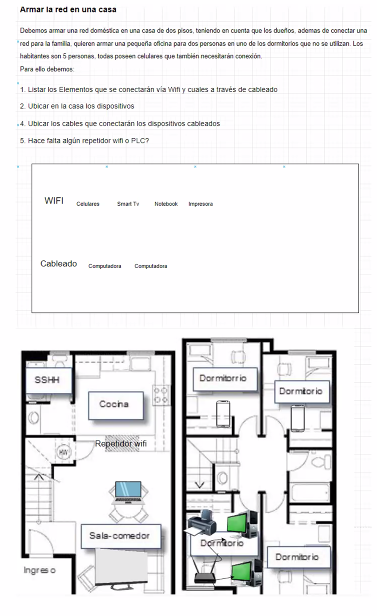 Armar la red en una casa
Debemos armar una red doméstica en una casa de dos pisos, teniendo en cuenta que los dueños, ademas de conectar una
red para la familia, quieren armar una pequeña oficina para dos personas en uno de los dormitorios que no se utilizan. Los
habitantes son 5 personas, todas poseen celulares que también necesitarán conexión.
Para ello debemos:
1. Listar los Elementos que se conectarán vía Wifi y cuales a través de cableado
2. Ubicar en la casa los dispositivos
4. Ubicar los cables que conectarán los dispositivos cableados
5. Hace falta algún repetidor wifi o PLC?
WIFI Celulares Smart Tv Notebook Impresora
Cableado Computadora Computadora
SSHH
Cocina
Repetidor wifi
HW
Sala-comedor
Ingreso
Dormitorrio
Dormitorio
Dormitorio
Dormitorio